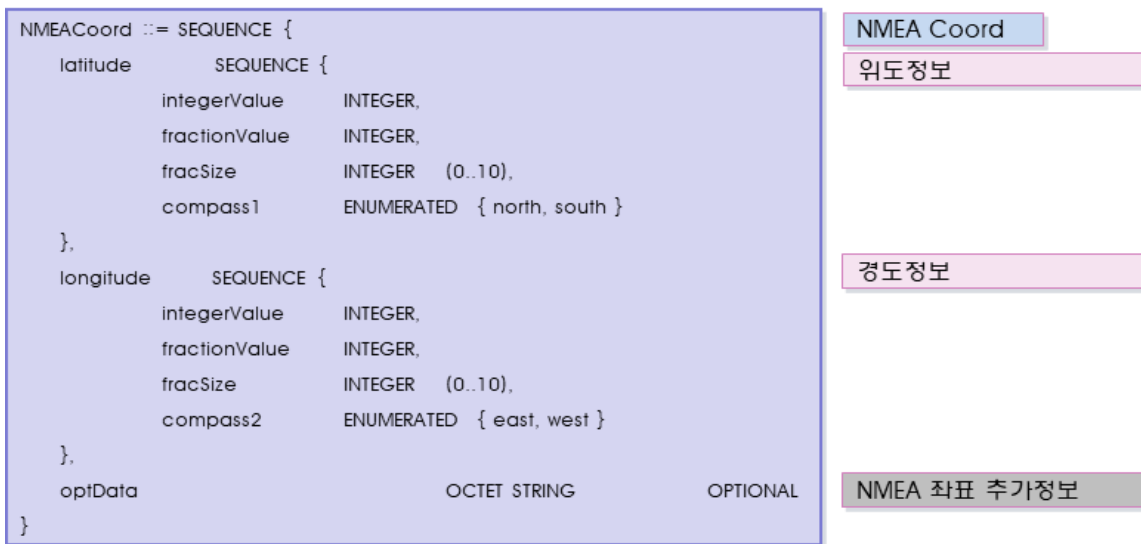 NMEACoord ::= SEQUENCE {
NMEA Coord
latitude SEQUENCE {
위도정보
integerValue INTEGER,
fractionValue INTEGER,
fracSize INTEGER (0..10),
compass1 ENUMERATED { north, south }
},
longitude SEQUENCE {
경도정보
integerValue INTEGER,
fractionValue INTEGER,
fracSize INTEGER (0..10),
compass2 ENUMERATED { east, west }
},
optData OCTET STRING OPTIONAL
NMEA 좌표 추가정보
}